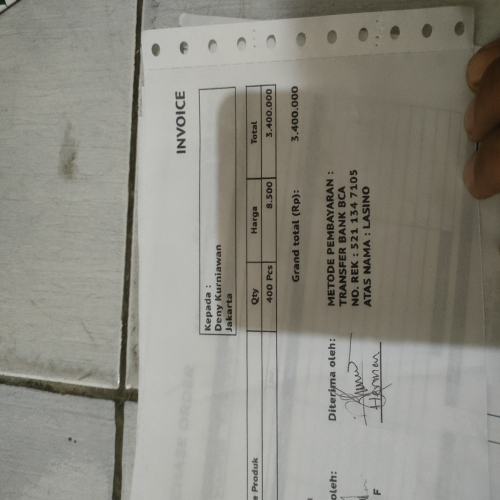 INVOICE
Kepada :
Deny Kurniawan
Jakarta
Produk Qty Harga Total
400 Pcs 8.500 3.400.000
Grand total (Rp): 3.400.000
Diterima oleh:
Herman
METODE PEMBAYARAN :
TRANSFER BANK BCA
NO. REK : 521 134 7105
ATAS NAMA : LASINO
oleh:
F